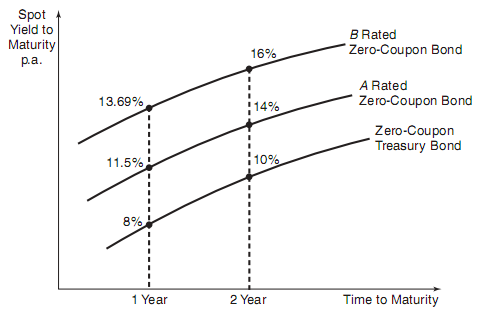 Spot
Yield to
Maturity
p.a.
B Rated
Zero-Coupon Bond
16%
A Rated
Zero-Coupon Bond
13.69%
14%
Zero-Coupon
Treasury Bond
11.5%
10%
8%
1 Year
2 Year
Time to Maturity